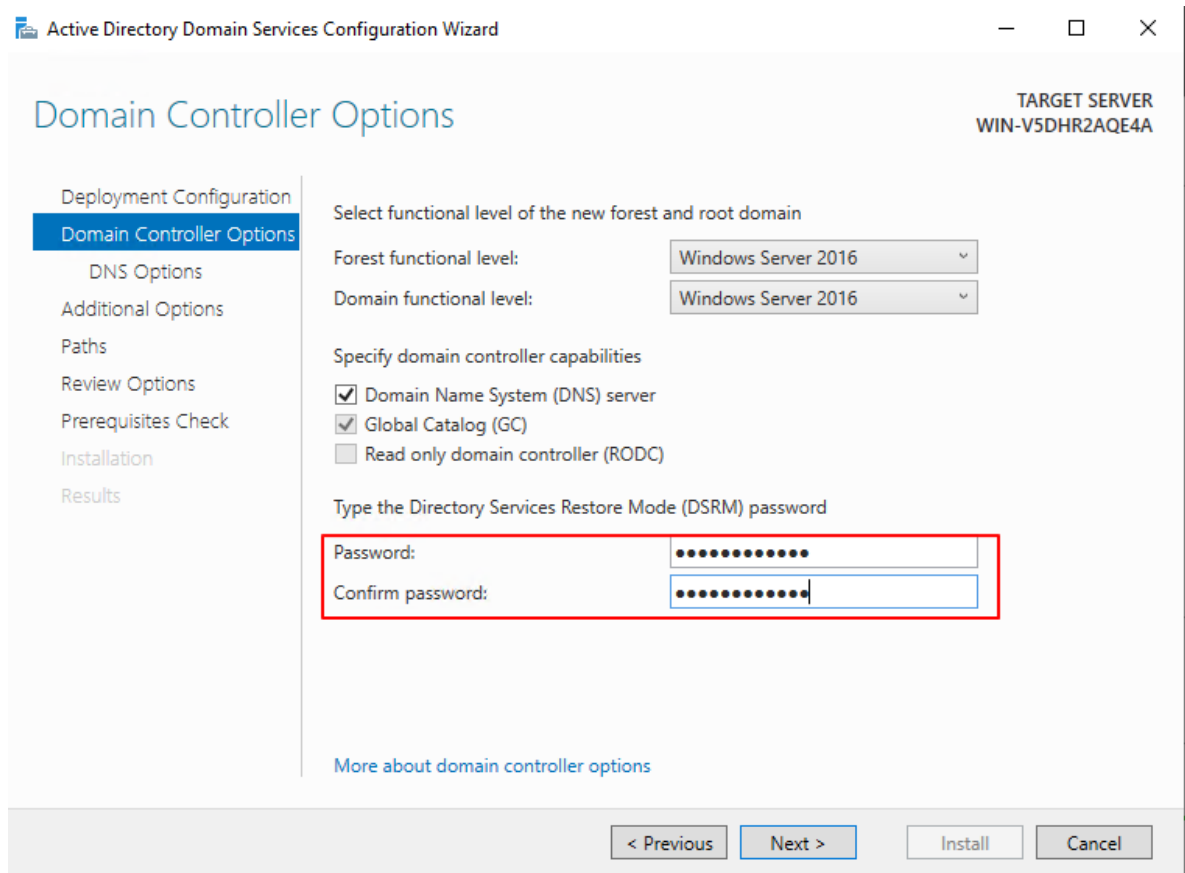 Active Directory Domain Services Configuration Wizard
Domain Controller Options
TARGET SERVER
WIN-V5DHR2AQE4A
Deployment Configuration
Domain Controller Options
DNS Options
Additional Options
Paths
Review Options
Prerequisites Check
Installation
Results
Select functional level of the new forest and root domain
Forest functional level: Windows Server 2016
Domain functional level: Windows Server 2016
Specify domain controller capabilities
Domain Name System (DNS) server
Global Catalog (GC)
Read only domain controller (RODC)
Type the Directory Services Restore Mode (DSRM) password
Password: ●●●●●●●●●●●●
Confirm password: ●●●●●●●●●●●●
More about domain controller options
< Previous Next > Install Cancel